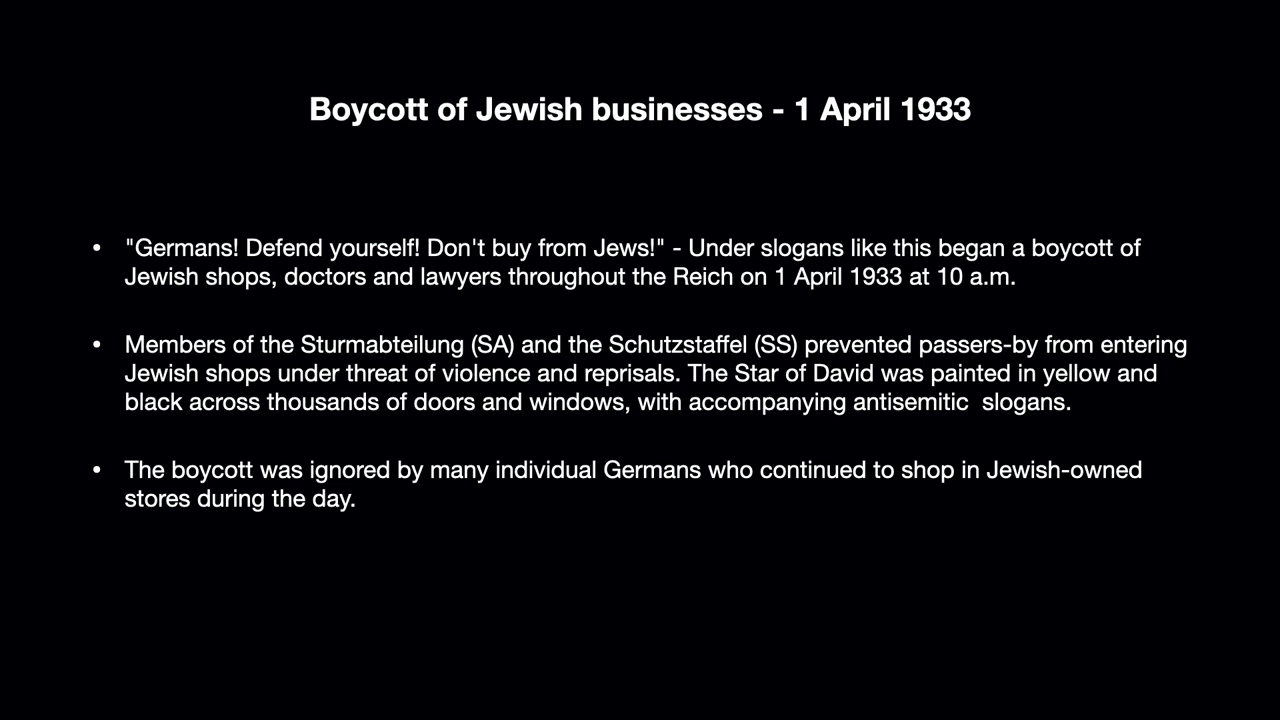 Boycott of Jewish businesses - 1 April 1933
• "Germans! Defend yourself! Don't buy from Jews!" - Under slogans like this began a boycott of
Jewish shops, doctors and lawyers throughout the Reich on 1 April 1933 at 10 a.m.
• Members of the Sturmabteilung (SA) and the Schutzstaffel (SS) prevented passers-by from entering
Jewish shops under threat of violence and reprisals. The Star of David was painted in yellow and
black across thousands of doors and windows, with accompanying antisemitic  slogans.
• The boycott was ignored by many individual Germans who continued to shop in Jewish-owned
stores during the day.